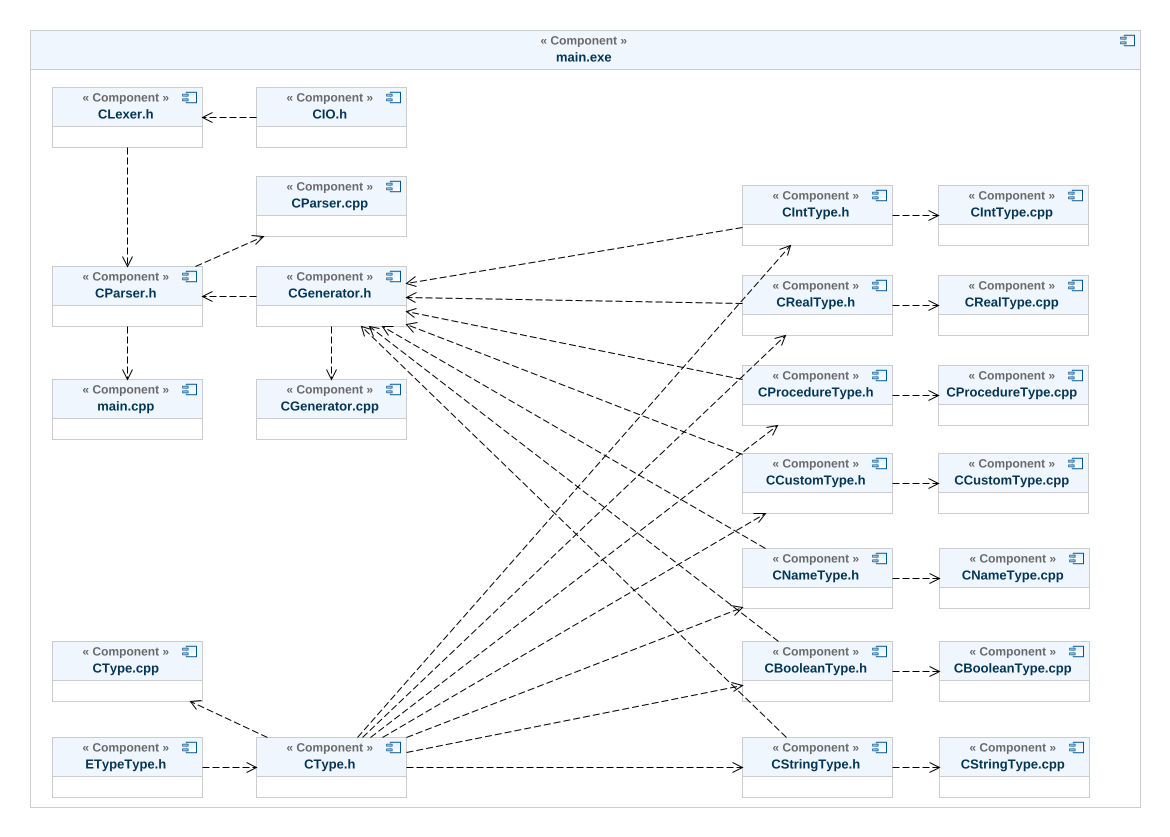 « Component »
main.exe
« Component »
CLexer.h
« Component »
CIO.h
« Component »
CParser.cpp
« Component »
CIntType.h
« Component »
CIntType.cpp
« Component »
CParser.h
« Component »
CGenerator.h
« Component »
CRealType.h
« Component »
CRealType.cpp
« Component »
main.cpp
« Component »
CGenerator.cpp
« Component »
CProcedureType.h
« Component »
CProcedureType.cpp
« Component »
CCustomType.h
« Component »
CCustomType.cpp
« Component »
CNameType.h
« Component »
CNameType.cpp
« Component »
CType.cpp
« Component »
CBooleanType.h
« Component »
CBooleanType.cpp
« Component »
ETypeType.h
« Component »
CType.h
« Component »
CStringType.h
« Component »
CStringType.cpp